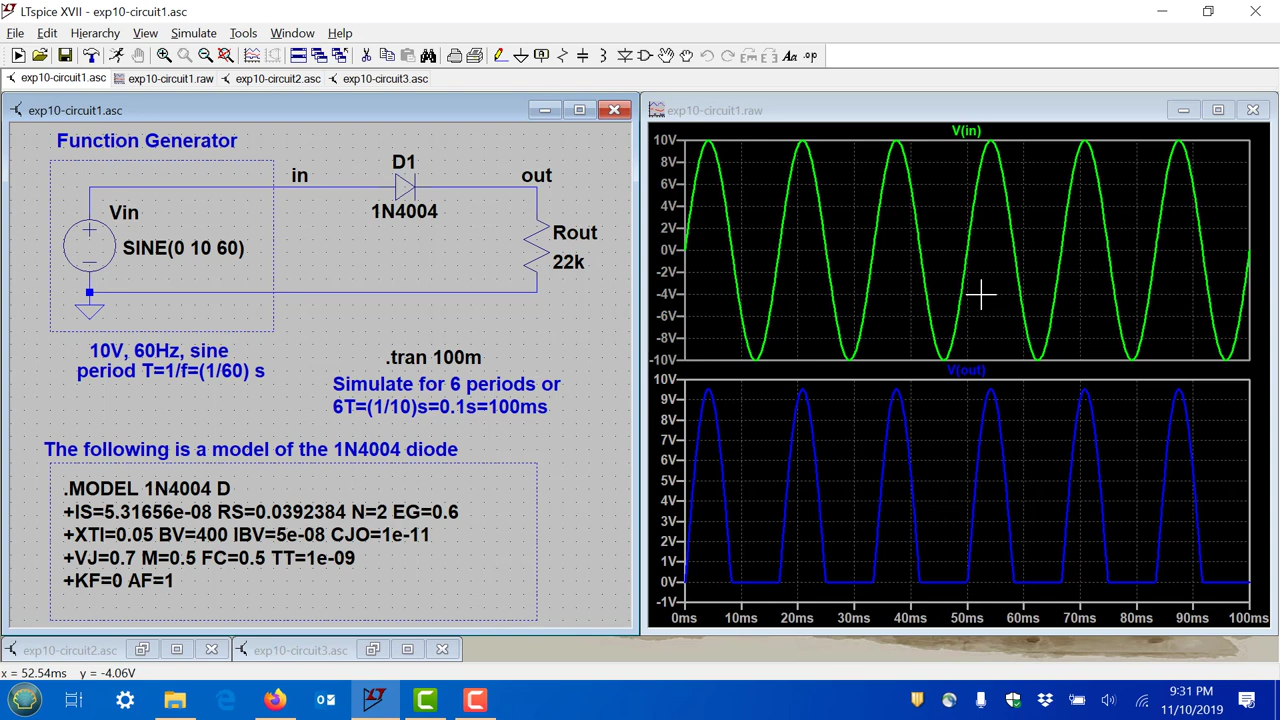 LTspice XVII - exp10-circuit1.asc
File Edit Hierarchy View Simulate Tools Window Help
exp10-circuit1.asc exp10-circuit1.raw exp10-circuit2.asc exp10-circuit3.asc
exp10-circuit1.asc
Function Generator
D1
in
out
1N4004
Vin
SINE(0 10 60)
Rout
22k
10V, 60Hz, sine
period T=1/f=(1/60) s
.tran 100m
Simulate for 6 periods or
6T=(1/10)s=0.1s=100ms
The following is a model of the 1N4004 diode
.MODEL 1N4004 D
+IS=5.31656e-08 RS=0.0392384 N=2 EG=0.6
+XTI=0.05 BV=400 IBV=5e-08 CJO=1e-11
+VJ=0.7 M=0.5 FC=0.5 TT=1e-09
+KF=0 AF=1
exp10-circuit1.raw
V(in)
10V
8V
6V
4V
2V
0V
-2V
-4V
-6V
-8V
-10V
V(out)
10V
9V
8V
7V
6V
5V
4V
3V
2V
1V
0V
-1V
0ms 10ms 20ms 30ms 40ms 50ms 60ms 70ms 80ms 90ms 100ms
exp10-circuit2.asc exp10-circuit3.asc
x = 52.54ms y = -4.06V
9:31 PM
11/10/2019